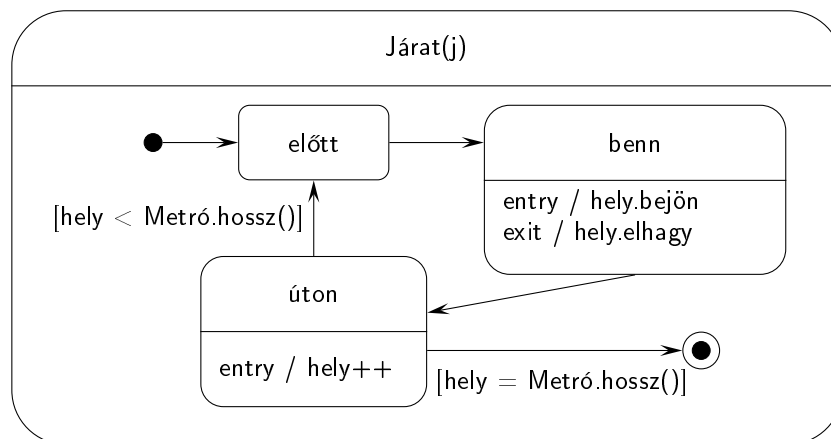 Járat(j)
előtt
benn
entry / hely.bejön
exit / hely.elhagy
[hely < Metró.hossz()]
úton
entry / hely++
[hely = Metró.hossz()]